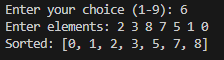 Enter your choice (1-9): 6
Enter elements: 2 3 8 7 5 1 0
Sorted: [0, 1, 2, 3, 5, 7, 8]